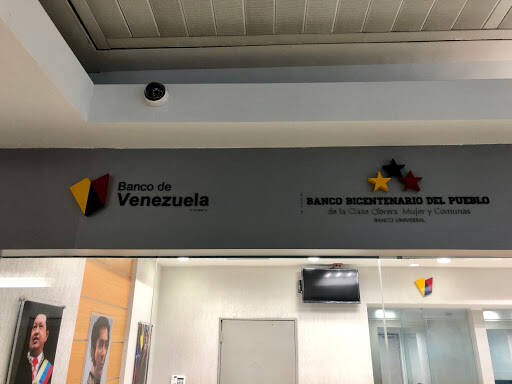 Banco de
Venezuela
BANCO BICENTENARIO DEL PUEBLO
de la Clase Obrera Mujer y Comunas
BANCO UNIVERSAL